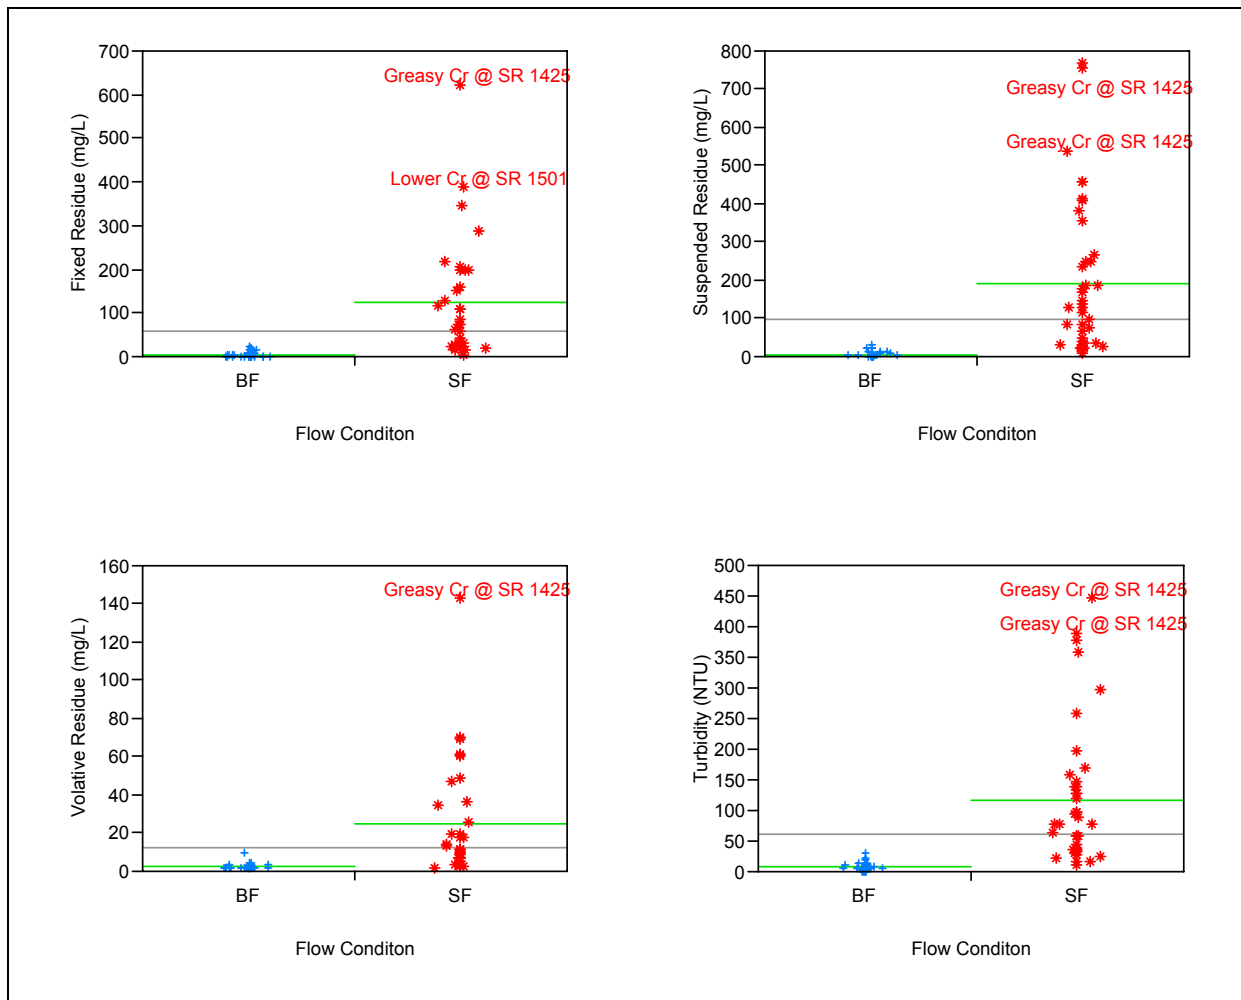 700
600
500
400
300
200
100
0
Fixed Residue (mg/L)
Greasy Cr @ SR 1425
Lower Cr @ SR 1501
BF
SF
Flow Conditon
800
700
600
500
400
300
200
100
0
Suspended Residue (mg/L)
Greasy Cr @ SR 1425
Greasy Cr @ SR 1425
BF
SF
Flow Conditon
160
140
120
100
80
60
40
20
0
Volative Residue (mg/L)
Greasy Cr @ SR 1425
BF
SF
Flow Conditon
500
450
400
350
300
250
200
150
100
50
0
Turbidity (NTU)
Greasy Cr @ SR 1425
Greasy Cr @ SR 1425
BF
SF
Flow Conditon